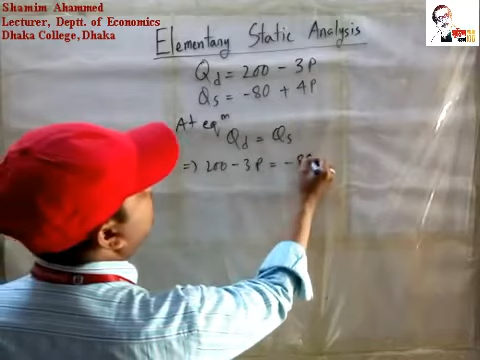 Shamim Ahammed
Lecturer, Deptt. of Economics
Dhaka College, Dhaka
Elementary Static Analysis
Qd = 200 - 3P
Qs = -80 + 4P
At eqm
Qd = Qs
=> 200 - 3P = -8